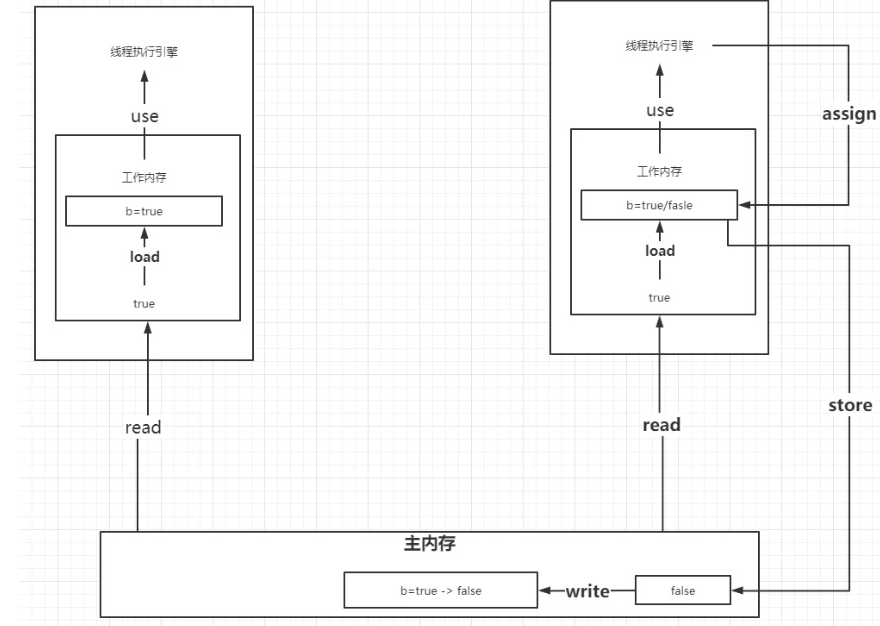 线程执行引擎
use
工作内存
b=true
load
true
read
线程执行引擎
assign
use
工作内存
b=true/fasle
load
true
store
read
主内存
b=true -> false
write
false